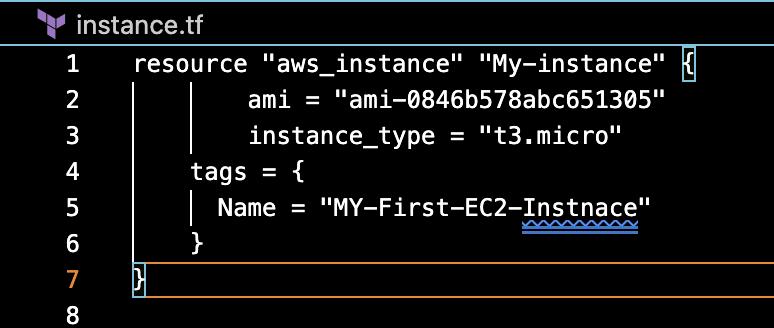 instance.tf
1 resource "aws_instance" "My-instance" {
2 ami = "ami-0846b578abc651305"
3 instance_type = "t3.micro"
4 tags = {
5 Name = "MY-First-EC2-Instnace"
6 }
7 }
8